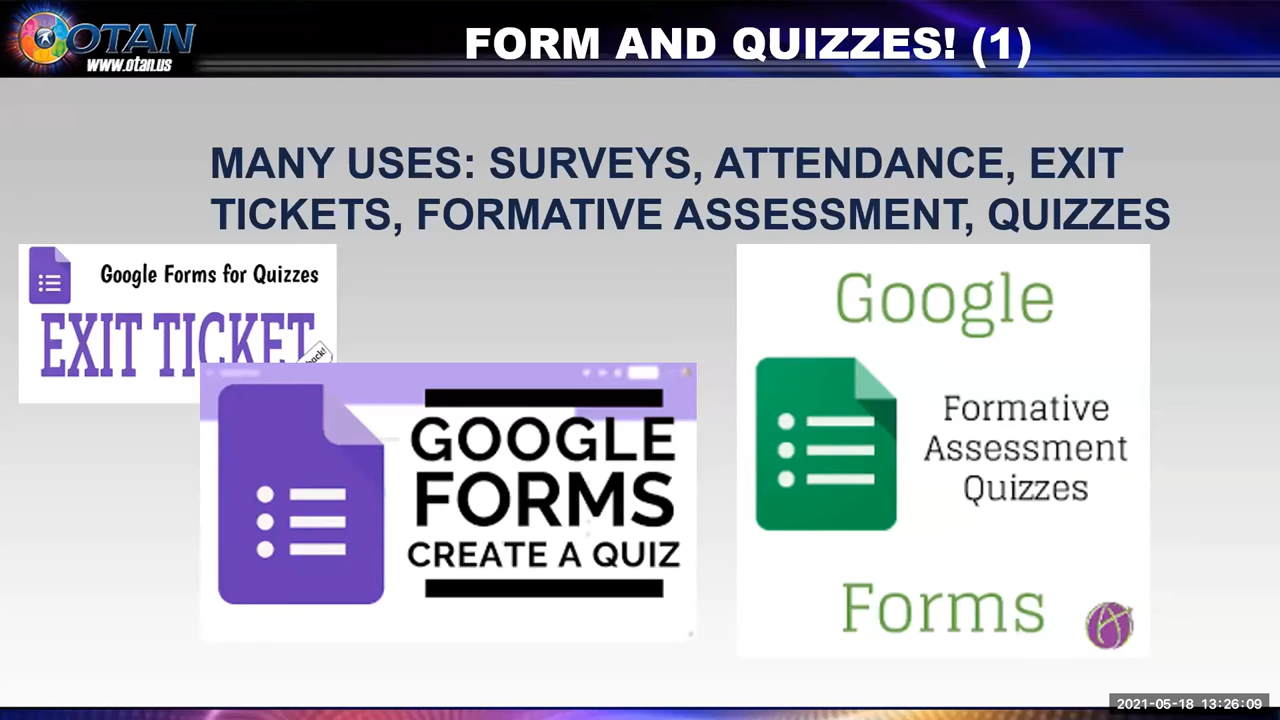 OTAN
www.otan.us
FORM AND QUIZZES! (1)
MANY USES: SURVEYS, ATTENDANCE, EXIT
TICKETS, FORMATIVE ASSESSMENT, QUIZZES
Google Forms for Quizzes
EXIT TICKET
GOOGLE
FORMS
CREATE A QUIZ
Google
Formative
Assessment
Quizzes
Forms
2021-05-18 13:26:09